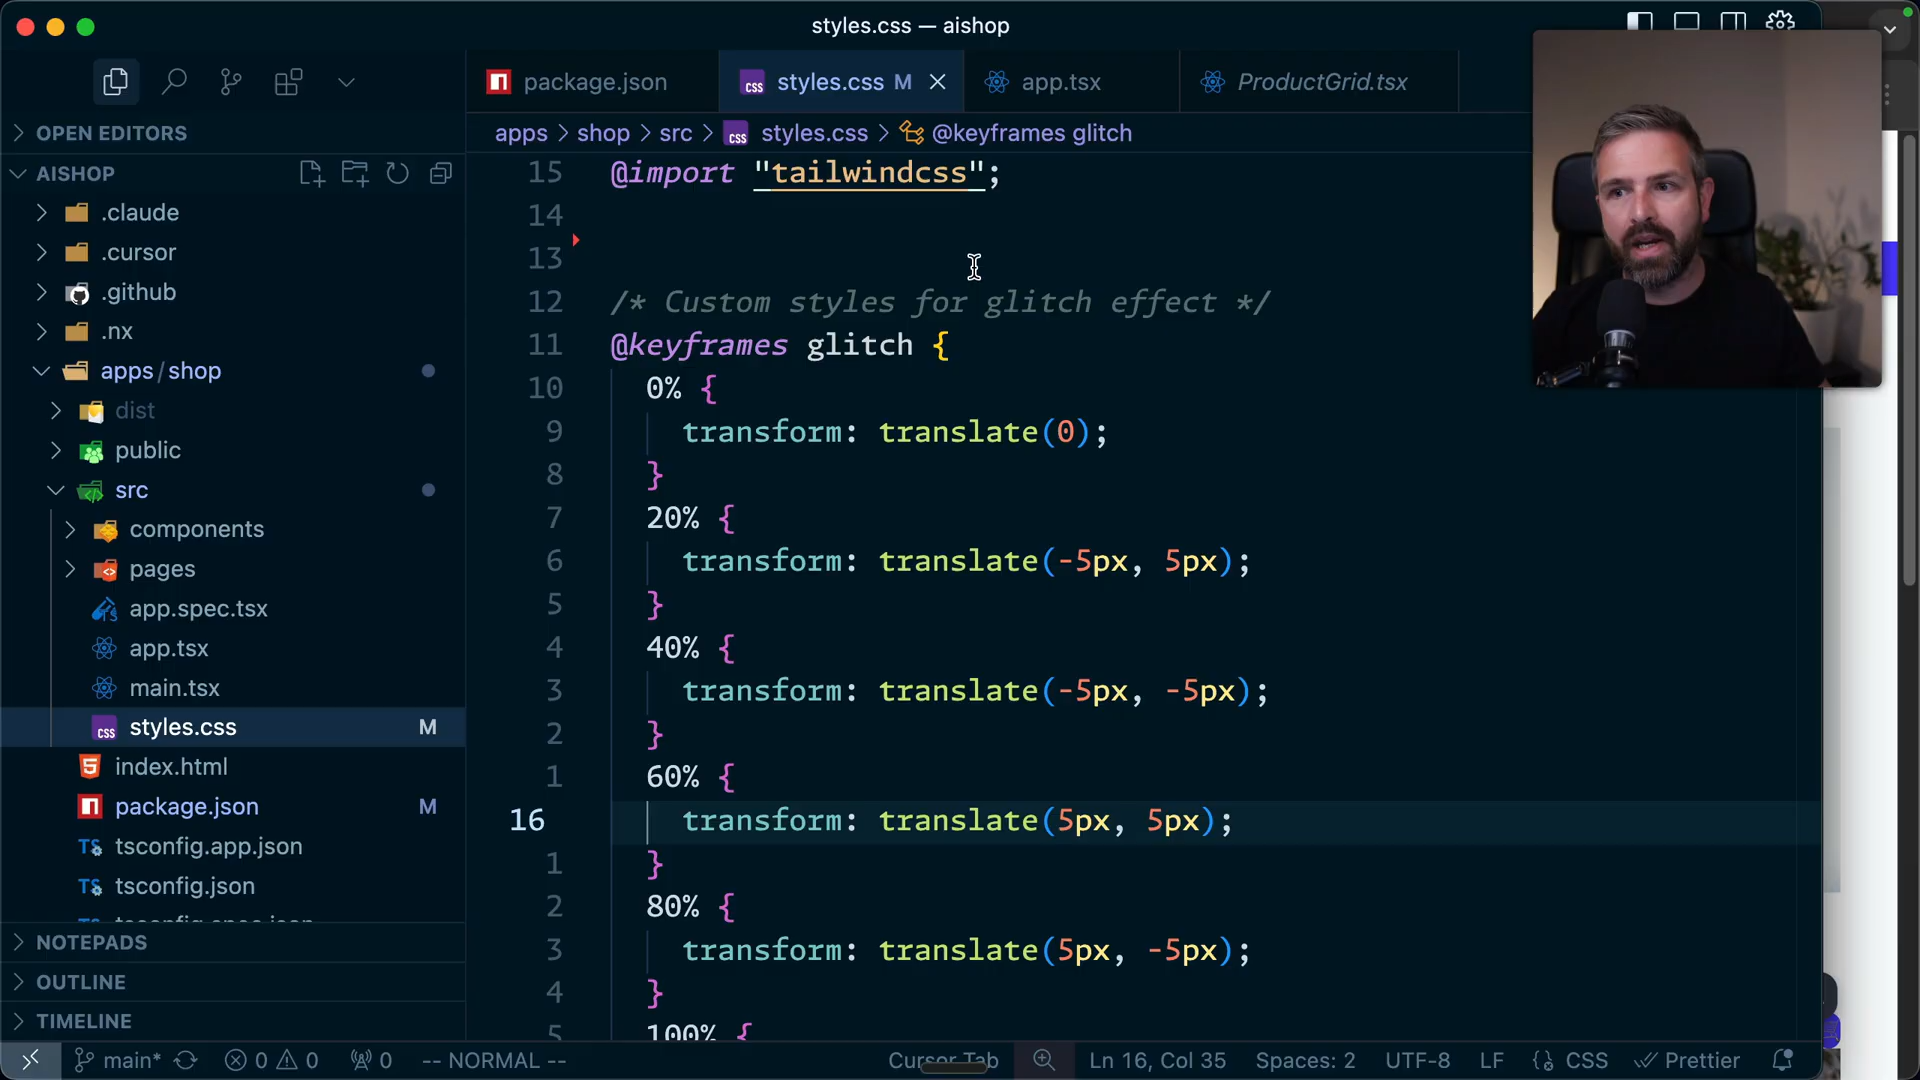 styles.css — aishop
package.json
styles.css M
app.tsx
ProductGrid.tsx
apps > shop > src > styles.css > @keyframes glitch
OPEN EDITORS
AISHOP
.claude
.cursor
.github
.nx
apps/shop
dist
public
src
components
pages
app.spec.tsx
app.tsx
main.tsx
styles.css M
index.html
package.json M
tsconfig.app.json
tsconfig.json
tsconfig.spec.json
NOTEPADS
OUTLINE
TIMELINE
15 @import "tailwindcss";
14
13
12 /* Custom styles for glitch effect */
11 @keyframes glitch {
10 0% {
9 transform: translate(0);
8 }
7 20% {
6 transform: translate(-5px, 5px);
5 }
4 40% {
3 transform: translate(-5px, -5px);
2 }
1 60% {
16 transform: translate(5px, 5px);
1 }
2 80% {
3 transform: translate(5px, -5px);
4 }
5 100% {
main* 0 0 0 -- NORMAL -- Cursor Tab Ln 16, Col 35 Spaces: 2 UTF-8 LF CSS Prettier